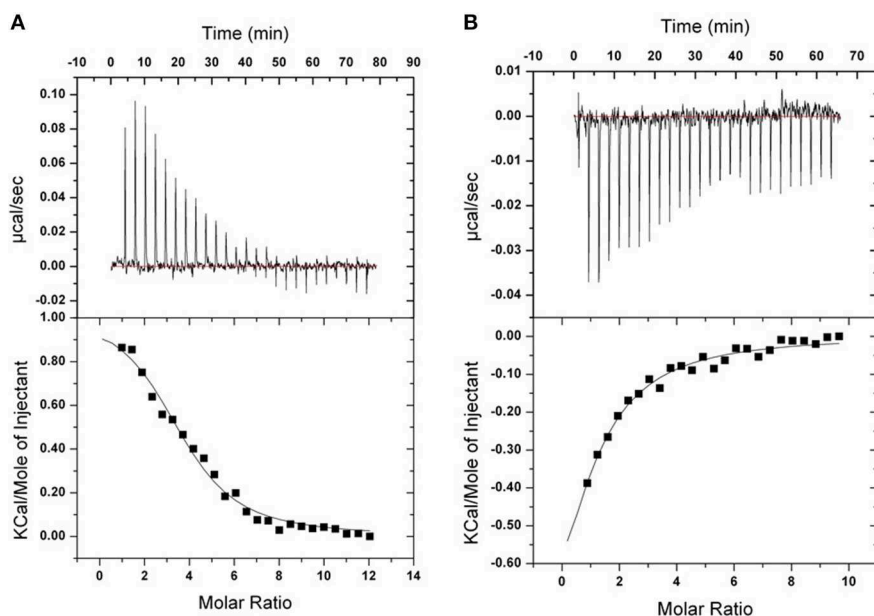 A
Time (min)
-10 0 10 20 30 40 50 60 70 80 90
0.10
0.08
0.06
0.04
0.02
0.00
-0.02
µcal/sec
1.00
0.80
0.60
0.40
0.20
0.00
KCal/Mole of Injectant
0 2 4 6 8 10 12 14
Molar Ratio
B
Time (min)
-10 0 10 20 30 40 50 60 70
0.01
0.00
-0.01
-0.02
-0.03
-0.04
µcal/sec
0.00
-0.10
-0.20
-0.30
-0.40
-0.50
-0.60
KCal/Mole of Injectant
0 2 4 6 8 10
Molar Ratio